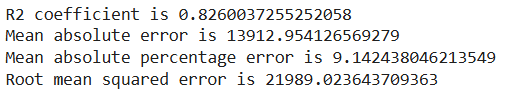 R2 coefficient is 0.8260037255252058
Mean absolute error is 13912.954126569279
Mean absolute percentage error is 9.142438046213549
Root mean squared error is 21989.023643709363